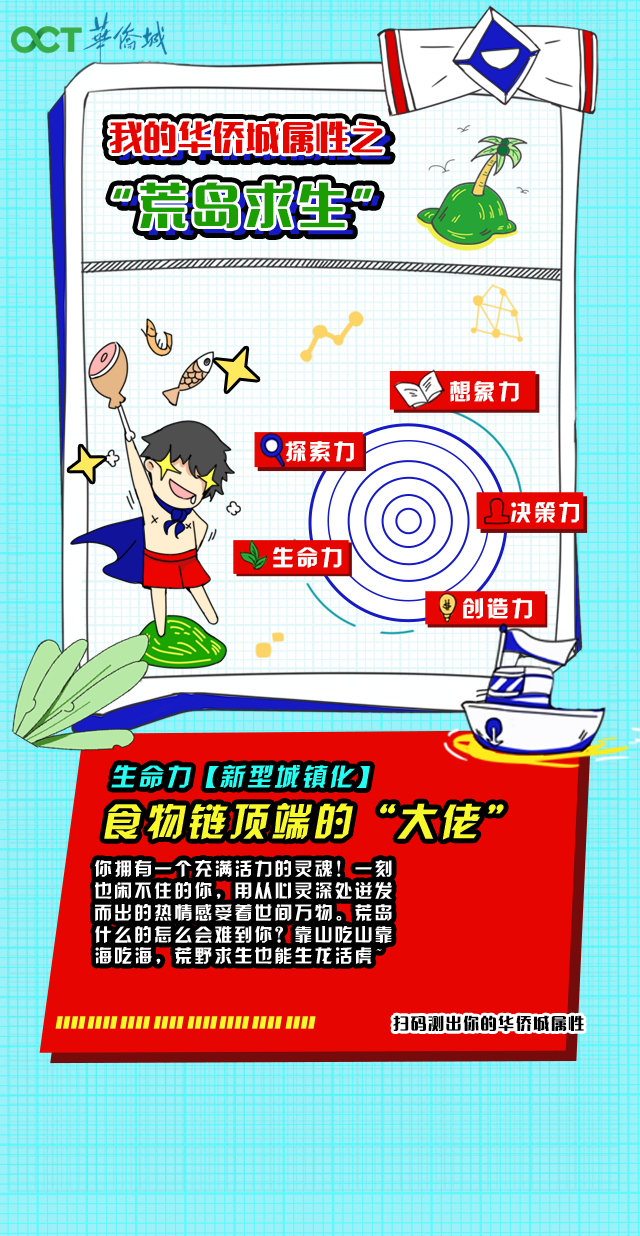 OCT 華僑城
我的华侨城属性之
“荒岛求生”
想象力
探索力
决策力
生命力
创造力
生命力【新型城镇化】
食物链顶端的“大佬”
你拥有一个充满活力的灵魂！一刻
也闲不住的你，用从心灵深处迸发
而出的热情感受着世间万物。荒岛
什么的怎么会难到你？靠山吃山靠
海吃海，荒野求生也能生龙活虎~
扫码测出你的华侨城属性